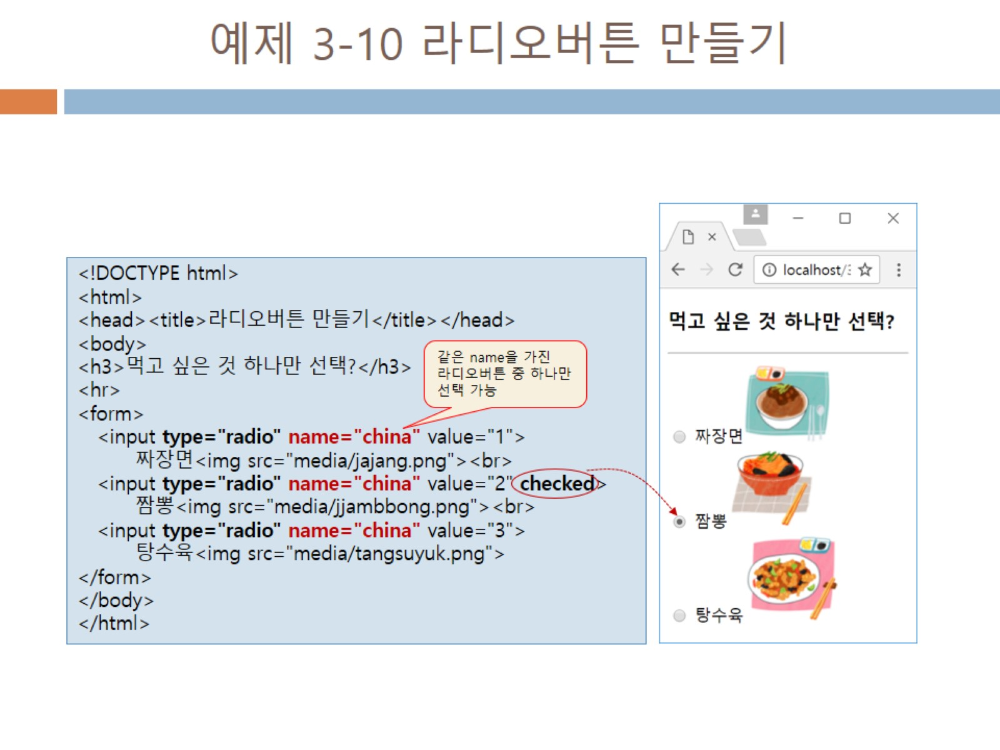 예제 3-10 라디오버튼 만들기
<!DOCTYPE html>
<html>
<head><title>라디오버튼 만들기</title></head>
<body>
<h3>먹고 싶은 것 하나만 선택?</h3>
<hr>
<form>
<input type="radio" name="china" value="1">
짜장면<img src="media/jajang.png"><br>
<input type="radio" name="china" value="2" checked>
짬뽕<img src="media/jjambbong.png"><br>
<input type="radio" name="china" value="3">
탕수육<img src="media/tangsuyuk.png">
</form>
</body>
</html>
같은 name을 가진
라디오버튼 중 하나만
선택 가능
localhost/3
먹고 싶은 것 하나만 선택?
짜장면
짬뽕
탕수육